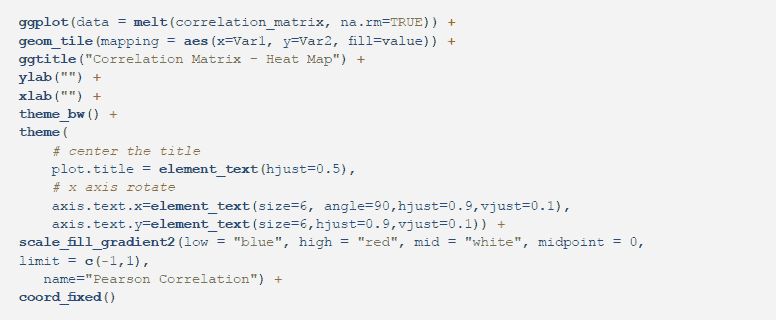 ggplot(data = melt(correlation_matrix, na.rm=TRUE)) +
geom_tile(mapping = aes(x=Var1, y=Var2, fill=value)) +
ggtitle("Correlation Matrix - Heat Map") +
ylab("") +
xlab("") +
theme_bw() +
theme(
    # center the title
    plot.title = element_text(hjust=0.5),
    # x axis rotate
    axis.text.x=element_text(size=6, angle=90,hjust=0.9,vjust=0.1),
    axis.text.y=element_text(size=6,hjust=0.9,vjust=0.1)) +
scale_fill_gradient2(low = "blue", high = "red", mid = "white", midpoint = 0,
limit = c(-1,1),
   name="Pearson Correlation") +
coord_fixed()